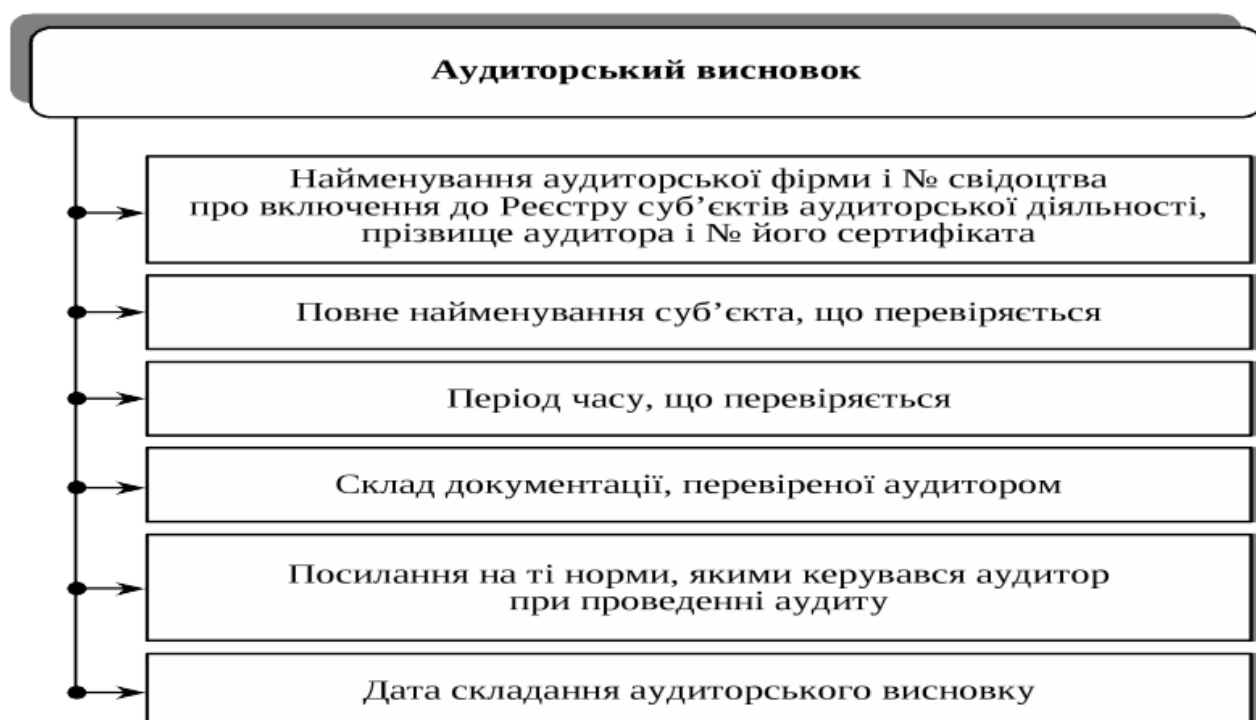 Аудиторський висновок
Найменування аудиторської фірми і № свідоцтва
про включення до Реєстру суб’єктів аудиторської діяльності,
прізвище аудитора і № його сертифіката
Повне найменування суб’єкта, що перевіряється
Період часу, що перевіряється
Склад документації, перевіреної аудитором
Посилання на ті норми, якими керувався аудитор
при проведенні аудиту
Дата складання аудиторського висновку